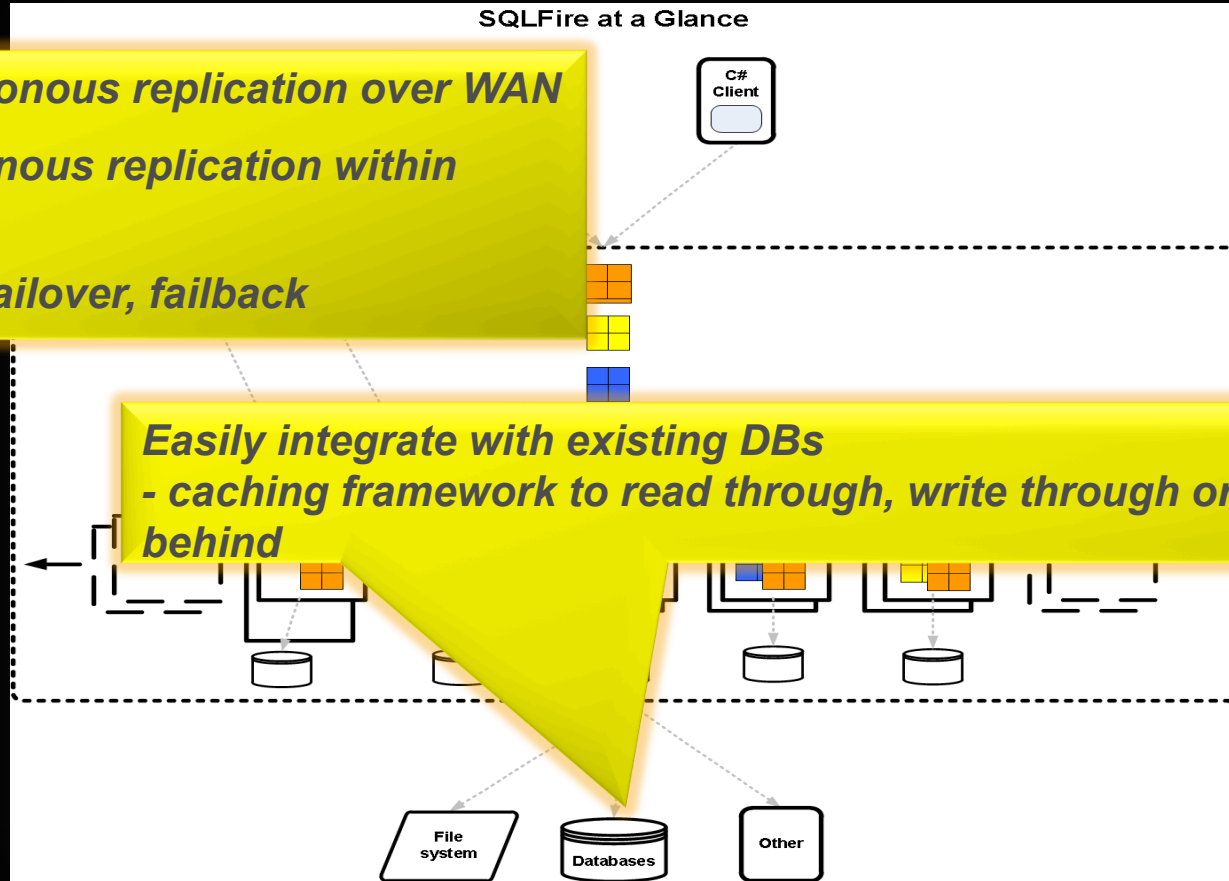 SQLFire at a Glance
onous replication over WAN
nous replication within
ailover, failback
C#
Client
Easily integrate with existing DBs
- caching framework to read through, write through or
behind
File
system
Databases
Other